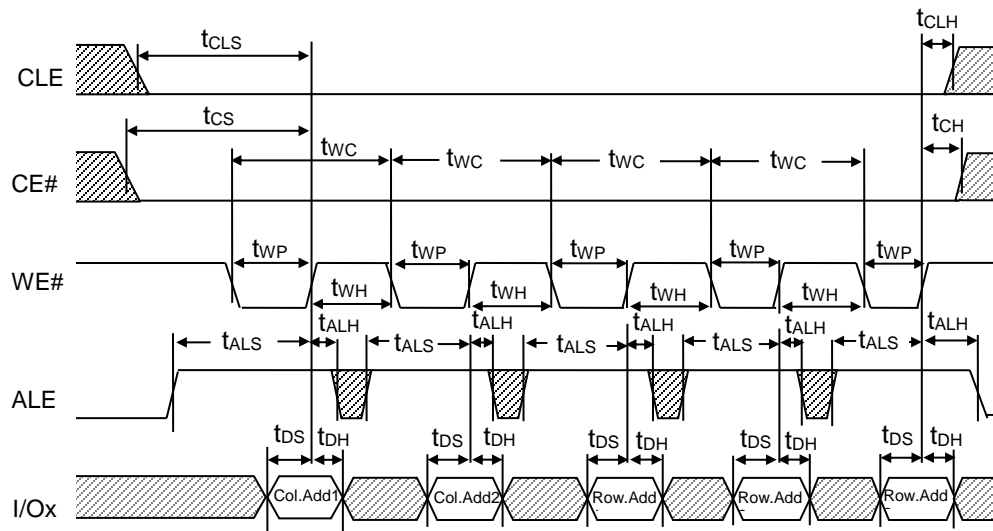 tCLS tCLH
CLE
tCS tCH
tWC tWC tWC tWC
CE#
tWP tWP tWP tWP tWP
WE#
tWH tWH tWH tWH
tALH tALH tALH tALH tALH
tALS tALS tALS tALS tALS
ALE
tDS tDH tDS tDH tDS tDH tDS tDH tDS tDH
I/Ox Col.Add1 Col.Add2 Row.Add Row.Add Row.Add